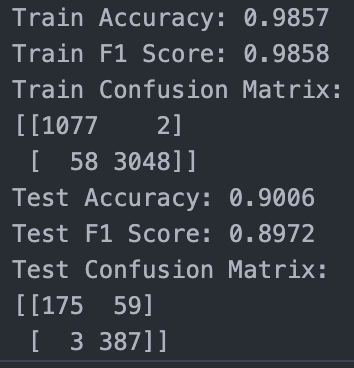 Train Accuracy: 0.9857
Train F1 Score: 0.9858
Train Confusion Matrix:
[[1077    2]
 [  58 3048]]
Test Accuracy: 0.9006
Test F1 Score: 0.8972
Test Confusion Matrix:
[[175  59]
 [  3 387]]